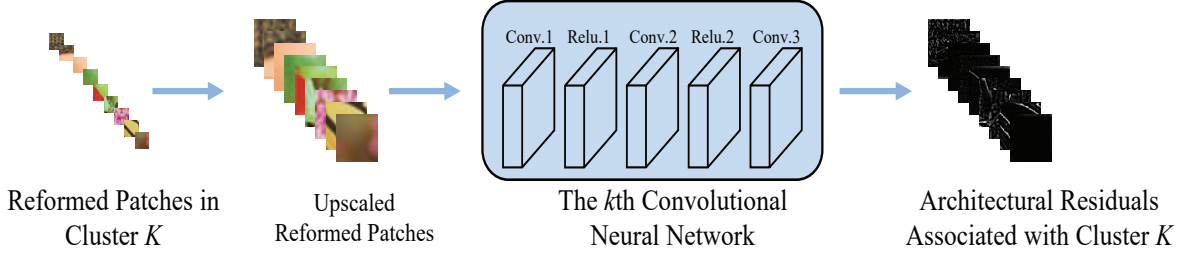 Conv.1 Relu.1 Conv.2 Relu.2 Conv.3
Reformed Patches in
Cluster K
Upscaled
Reformed Patches
The kth Convolutional
Neural Network
Architectural Residuals
Associated with Cluster K